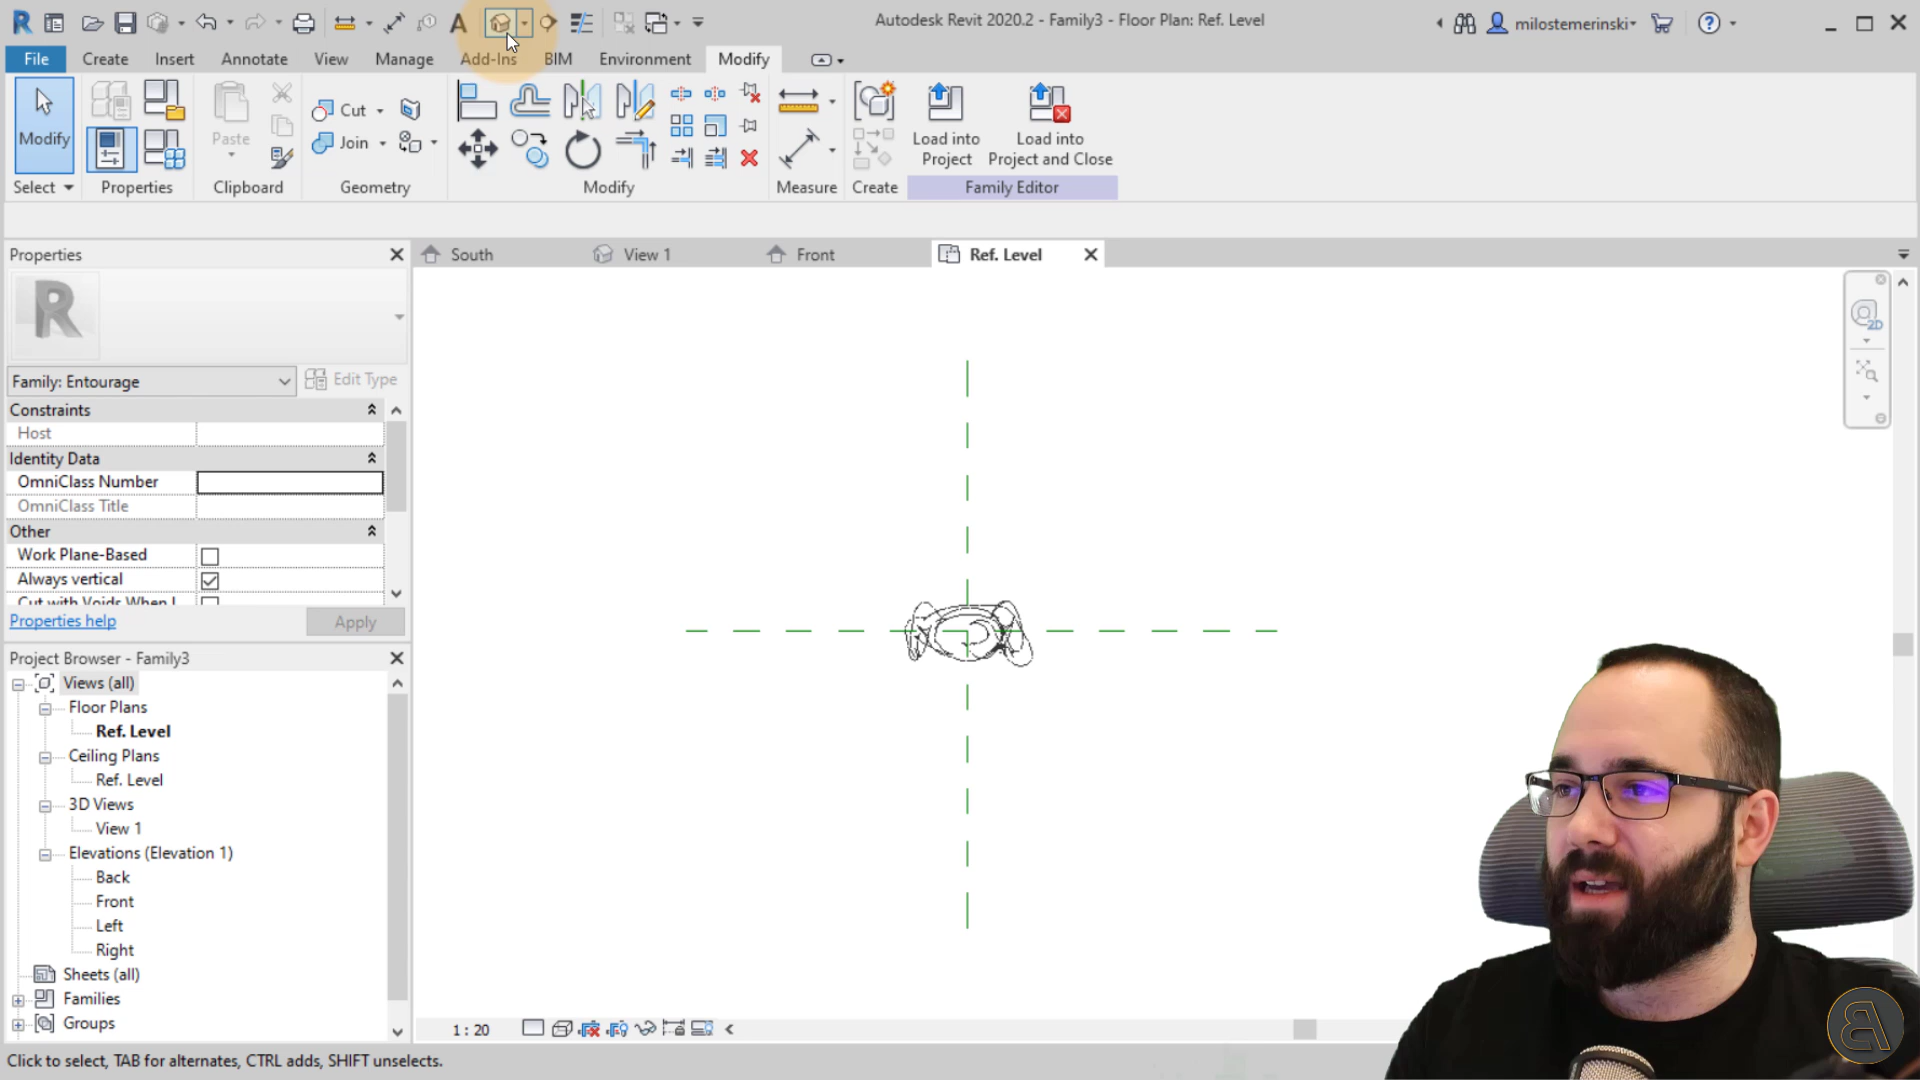 Autodesk Revit 2020.2 - Family3 - Floor Plan: Ref. Level
milostemerinski
File Create Insert Annotate View Manage Add-Ins BIM Environment Modify
Modify
Paste
Cut
Join
Load into
Project
Load into
Project and Close
Select Properties Clipboard Geometry Modify Measure Create Family Editor
Properties
South View 1 Front Ref. Level
2D
Family: Entourage
Edit Type
Constraints
Host
Identity Data
OmniClass Number
OmniClass Title
Other
Work Plane-Based
Always vertical
Cut with Voids When L
Properties help
Apply
Project Browser - Family3
Views (all)
Floor Plans
Ref. Level
Ceiling Plans
Ref. Level
3D Views
View 1
Elevations (Elevation 1)
Back
Front
Left
Right
Sheets (all)
Families
Groups
1 : 20
Click to select, TAB for alternates, CTRL adds, SHIFT unselects.